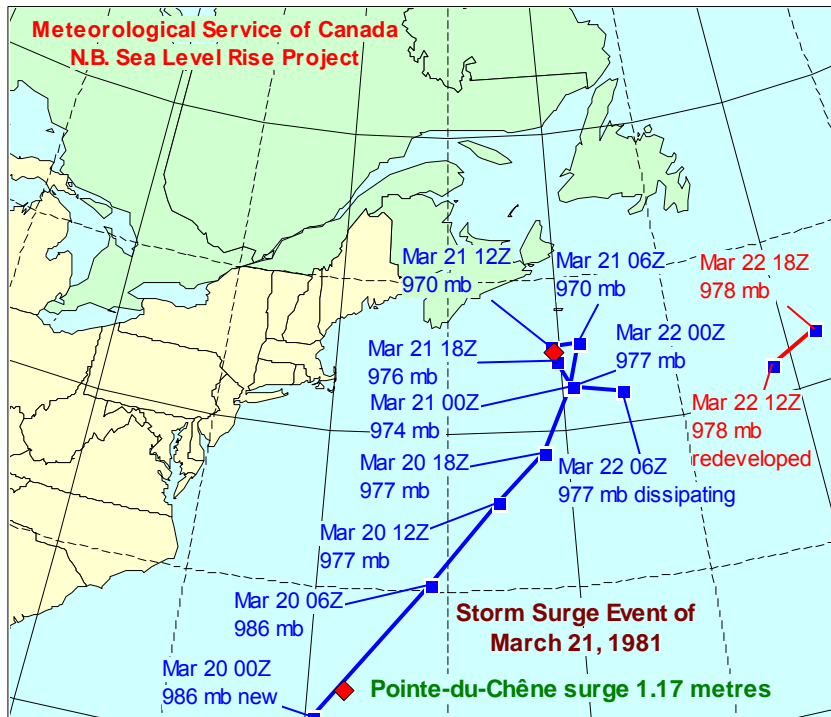 Meteorological Service of Canada
N.B. Sea Level Rise Project
Mar 21 12Z
970 mb
Mar 21 06Z
970 mb
Mar 22 18Z
978 mb
Mar 22 00Z
977 mb
Mar 21 18Z
976 mb
Mar 21 00Z
974 mb
Mar 22 12Z
978 mb
redeveloped
Mar 20 18Z
977 mb
Mar 22 06Z
977 mb dissipating
Mar 20 12Z
977 mb
Mar 20 06Z
986 mb
Storm Surge Event of
March 21, 1981
Mar 20 00Z
986 mb new
Pointe-du-Chêne surge 1.17 metres